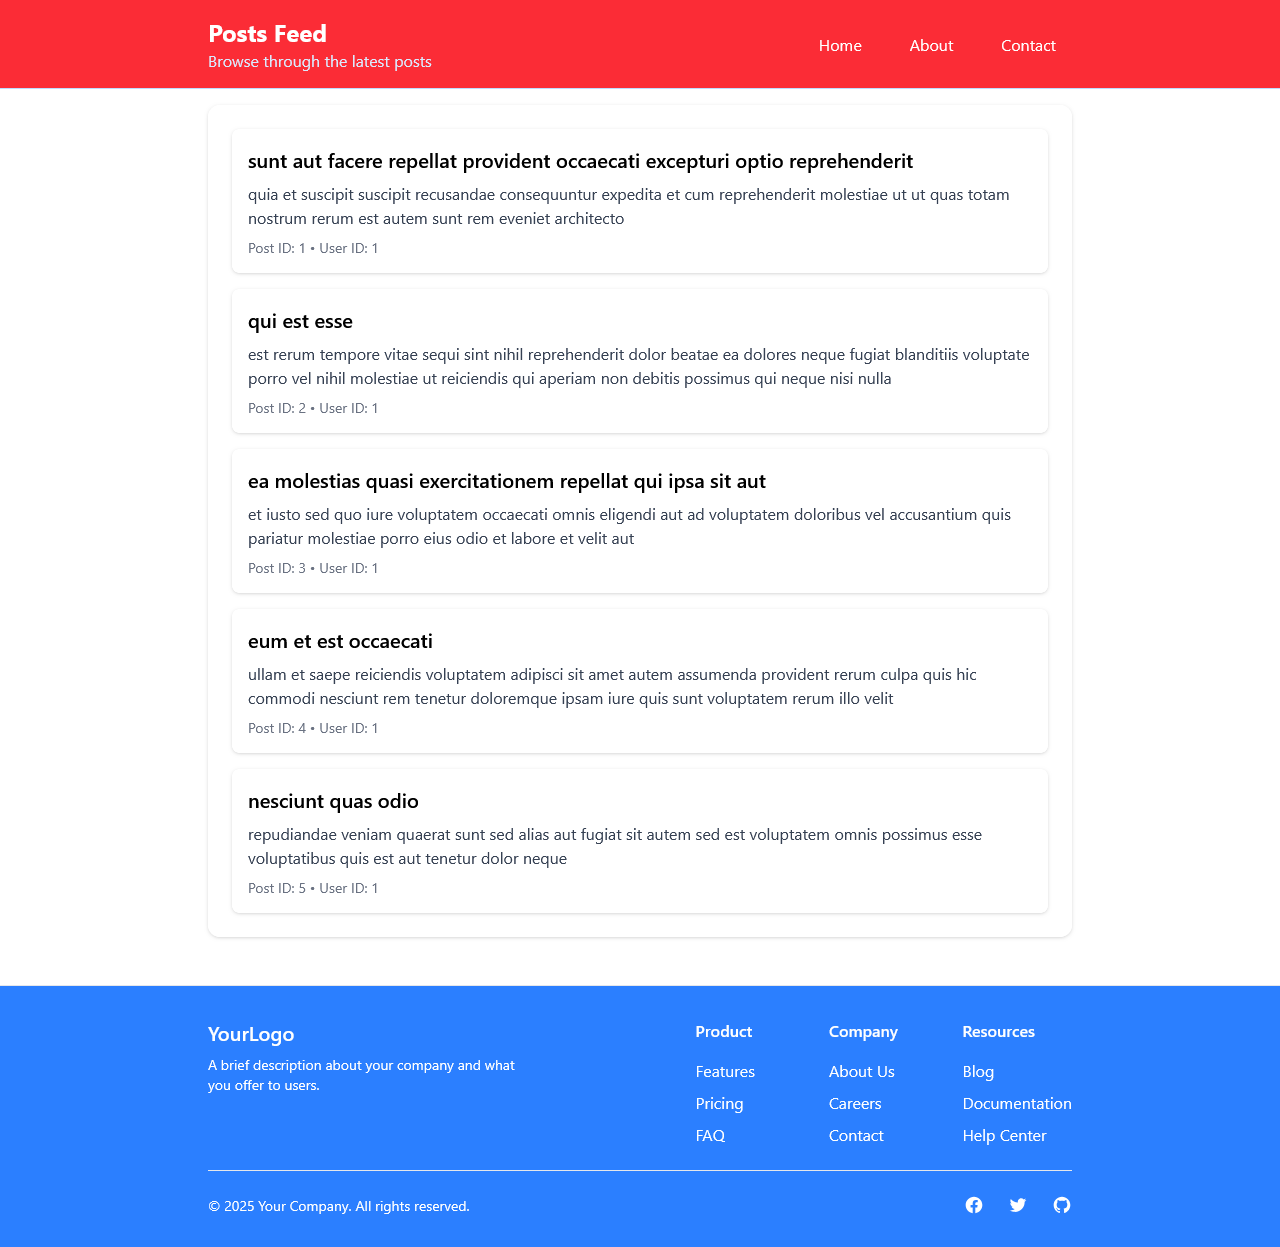 Posts Feed
Browse through the latest posts
Home
About
Contact
sunt aut facere repellat provident occaecati excepturi optio reprehenderit
quia et suscipit suscipit recusandae consequuntur expedita et cum reprehenderit molestiae ut ut quas totam
nostrum rerum est autem sunt rem eveniet architecto
Post ID: 1 • User ID: 1
qui est esse
est rerum tempore vitae sequi sint nihil reprehenderit dolor beatae ea dolores neque fugiat blanditiis voluptate
porro vel nihil molestiae ut reiciendis qui aperiam non debitis possimus qui neque nisi nulla
Post ID: 2 • User ID: 1
ea molestias quasi exercitationem repellat qui ipsa sit aut
et iusto sed quo iure voluptatem occaecati omnis eligendi aut ad voluptatem doloribus vel accusantium quis
pariatur molestiae porro eius odio et labore et velit aut
Post ID: 3 • User ID: 1
eum et est occaecati
ullam et saepe reiciendis voluptatem adipisci sit amet autem assumenda provident rerum culpa quis hic
commodi nesciunt rem tenetur doloremque ipsam iure quis sunt voluptatem rerum illo velit
Post ID: 4 • User ID: 1
nesciunt quas odio
repudiandae veniam quaerat sunt sed alias aut fugiat sit autem sed est voluptatem omnis possimus esse
voluptatibus quis est aut tenetur dolor neque
Post ID: 5 • User ID: 1
YourLogo
A brief description about your company and what
you offer to users.
Product
Features
Pricing
FAQ
Company
About Us
Careers
Contact
Resources
Blog
Documentation
Help Center
© 2025 Your Company. All rights reserved.